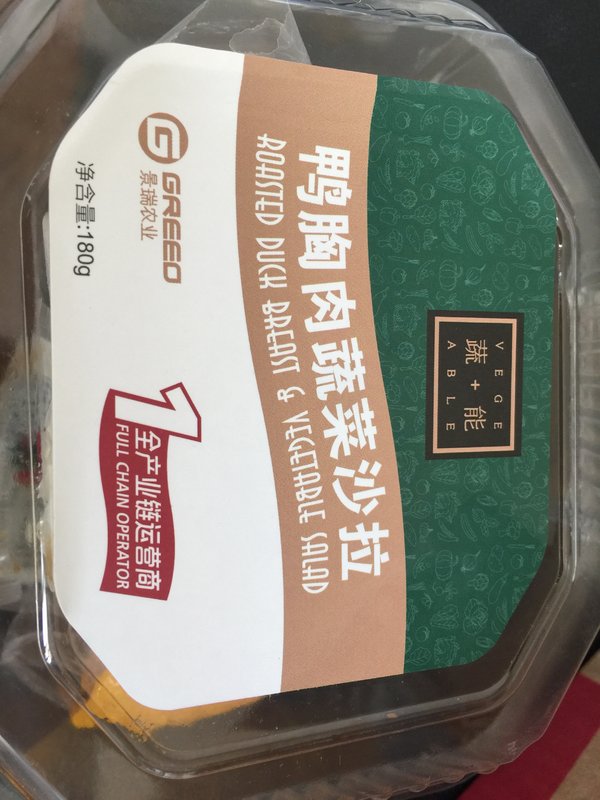 VEGE
蔬+能
ABLE
鸭胸肉蔬菜沙拉
ROASTED DUCK BREAST & VEGETABLE SALAD
GREEO
景瑞农业
净含量:180g
1
全产业链运营商
FULL CHAIN OPERATOR